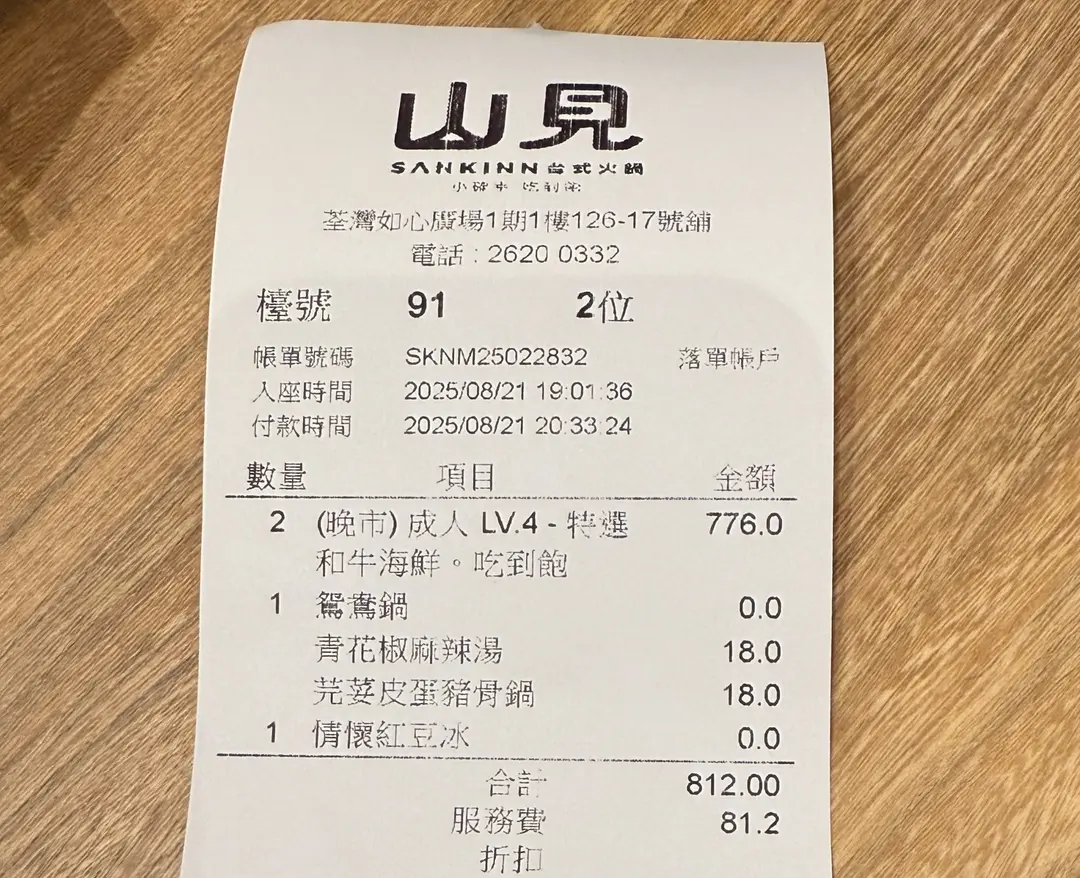 山見
SANKINN 台式火鍋
荃灣如心廣場1期1樓126-17號舖
電話：2620 0332
檯號 91 2位
帳單號碼 SKNM25022832 落單帳戶
入座時間 2025/08/21 19:01:36
付款時間 2025/08/21 20:33:24
數量 項目 金額
2 (晚市) 成人 LV.4 - 特選 776.0
和牛海鮮。吃到飽
1 鴛鴦鍋 0.0
青花椒麻辣湯 18.0
芫荽皮蛋豬骨鍋 18.0
1 情懷紅豆冰 0.0
合計 812.00
服務費 81.2
折扣